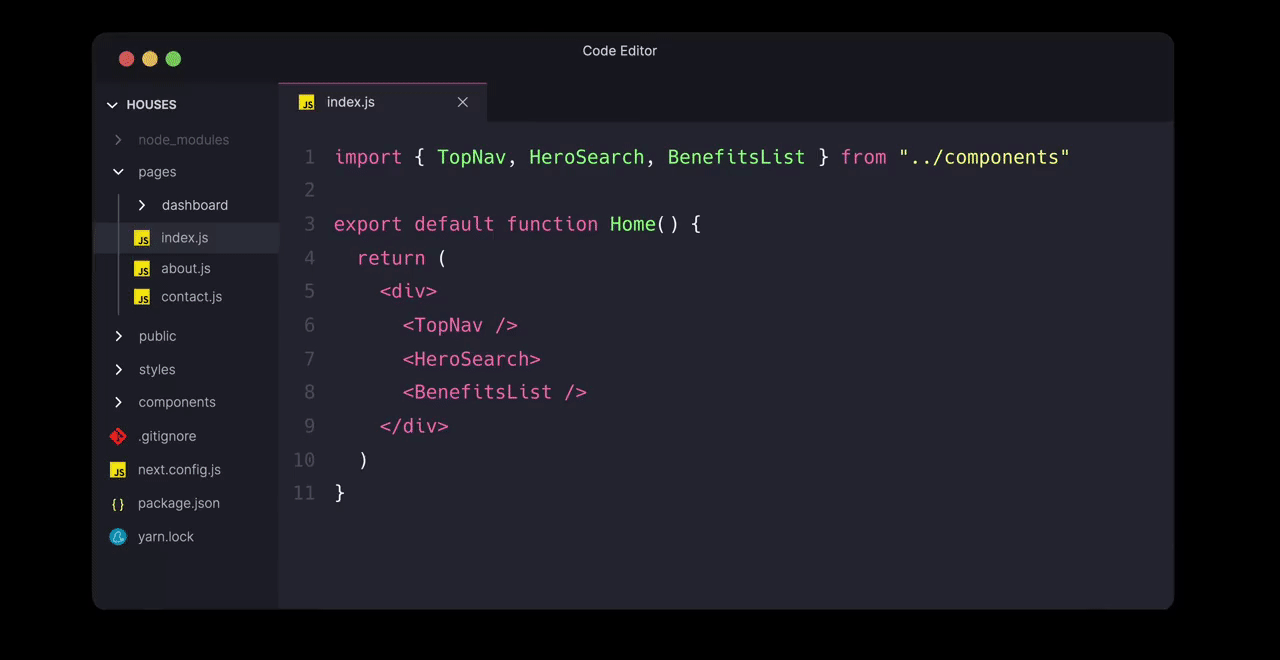 Code Editor
HOUSES
node_modules
pages
dashboard
JS index.js
JS about.js
JS contact.js
public
styles
components
.gitignore
JS next.config.js
{ } package.json
yarn.lock
JS index.js
1 import { TopNav, HeroSearch, BenefitsList } from "../components"
2
3 export default function Home() {
4   return (
5     <div>
6       <TopNav />
7       <HeroSearch>
8       <BenefitsList />
9     </div>
10   )
11 }